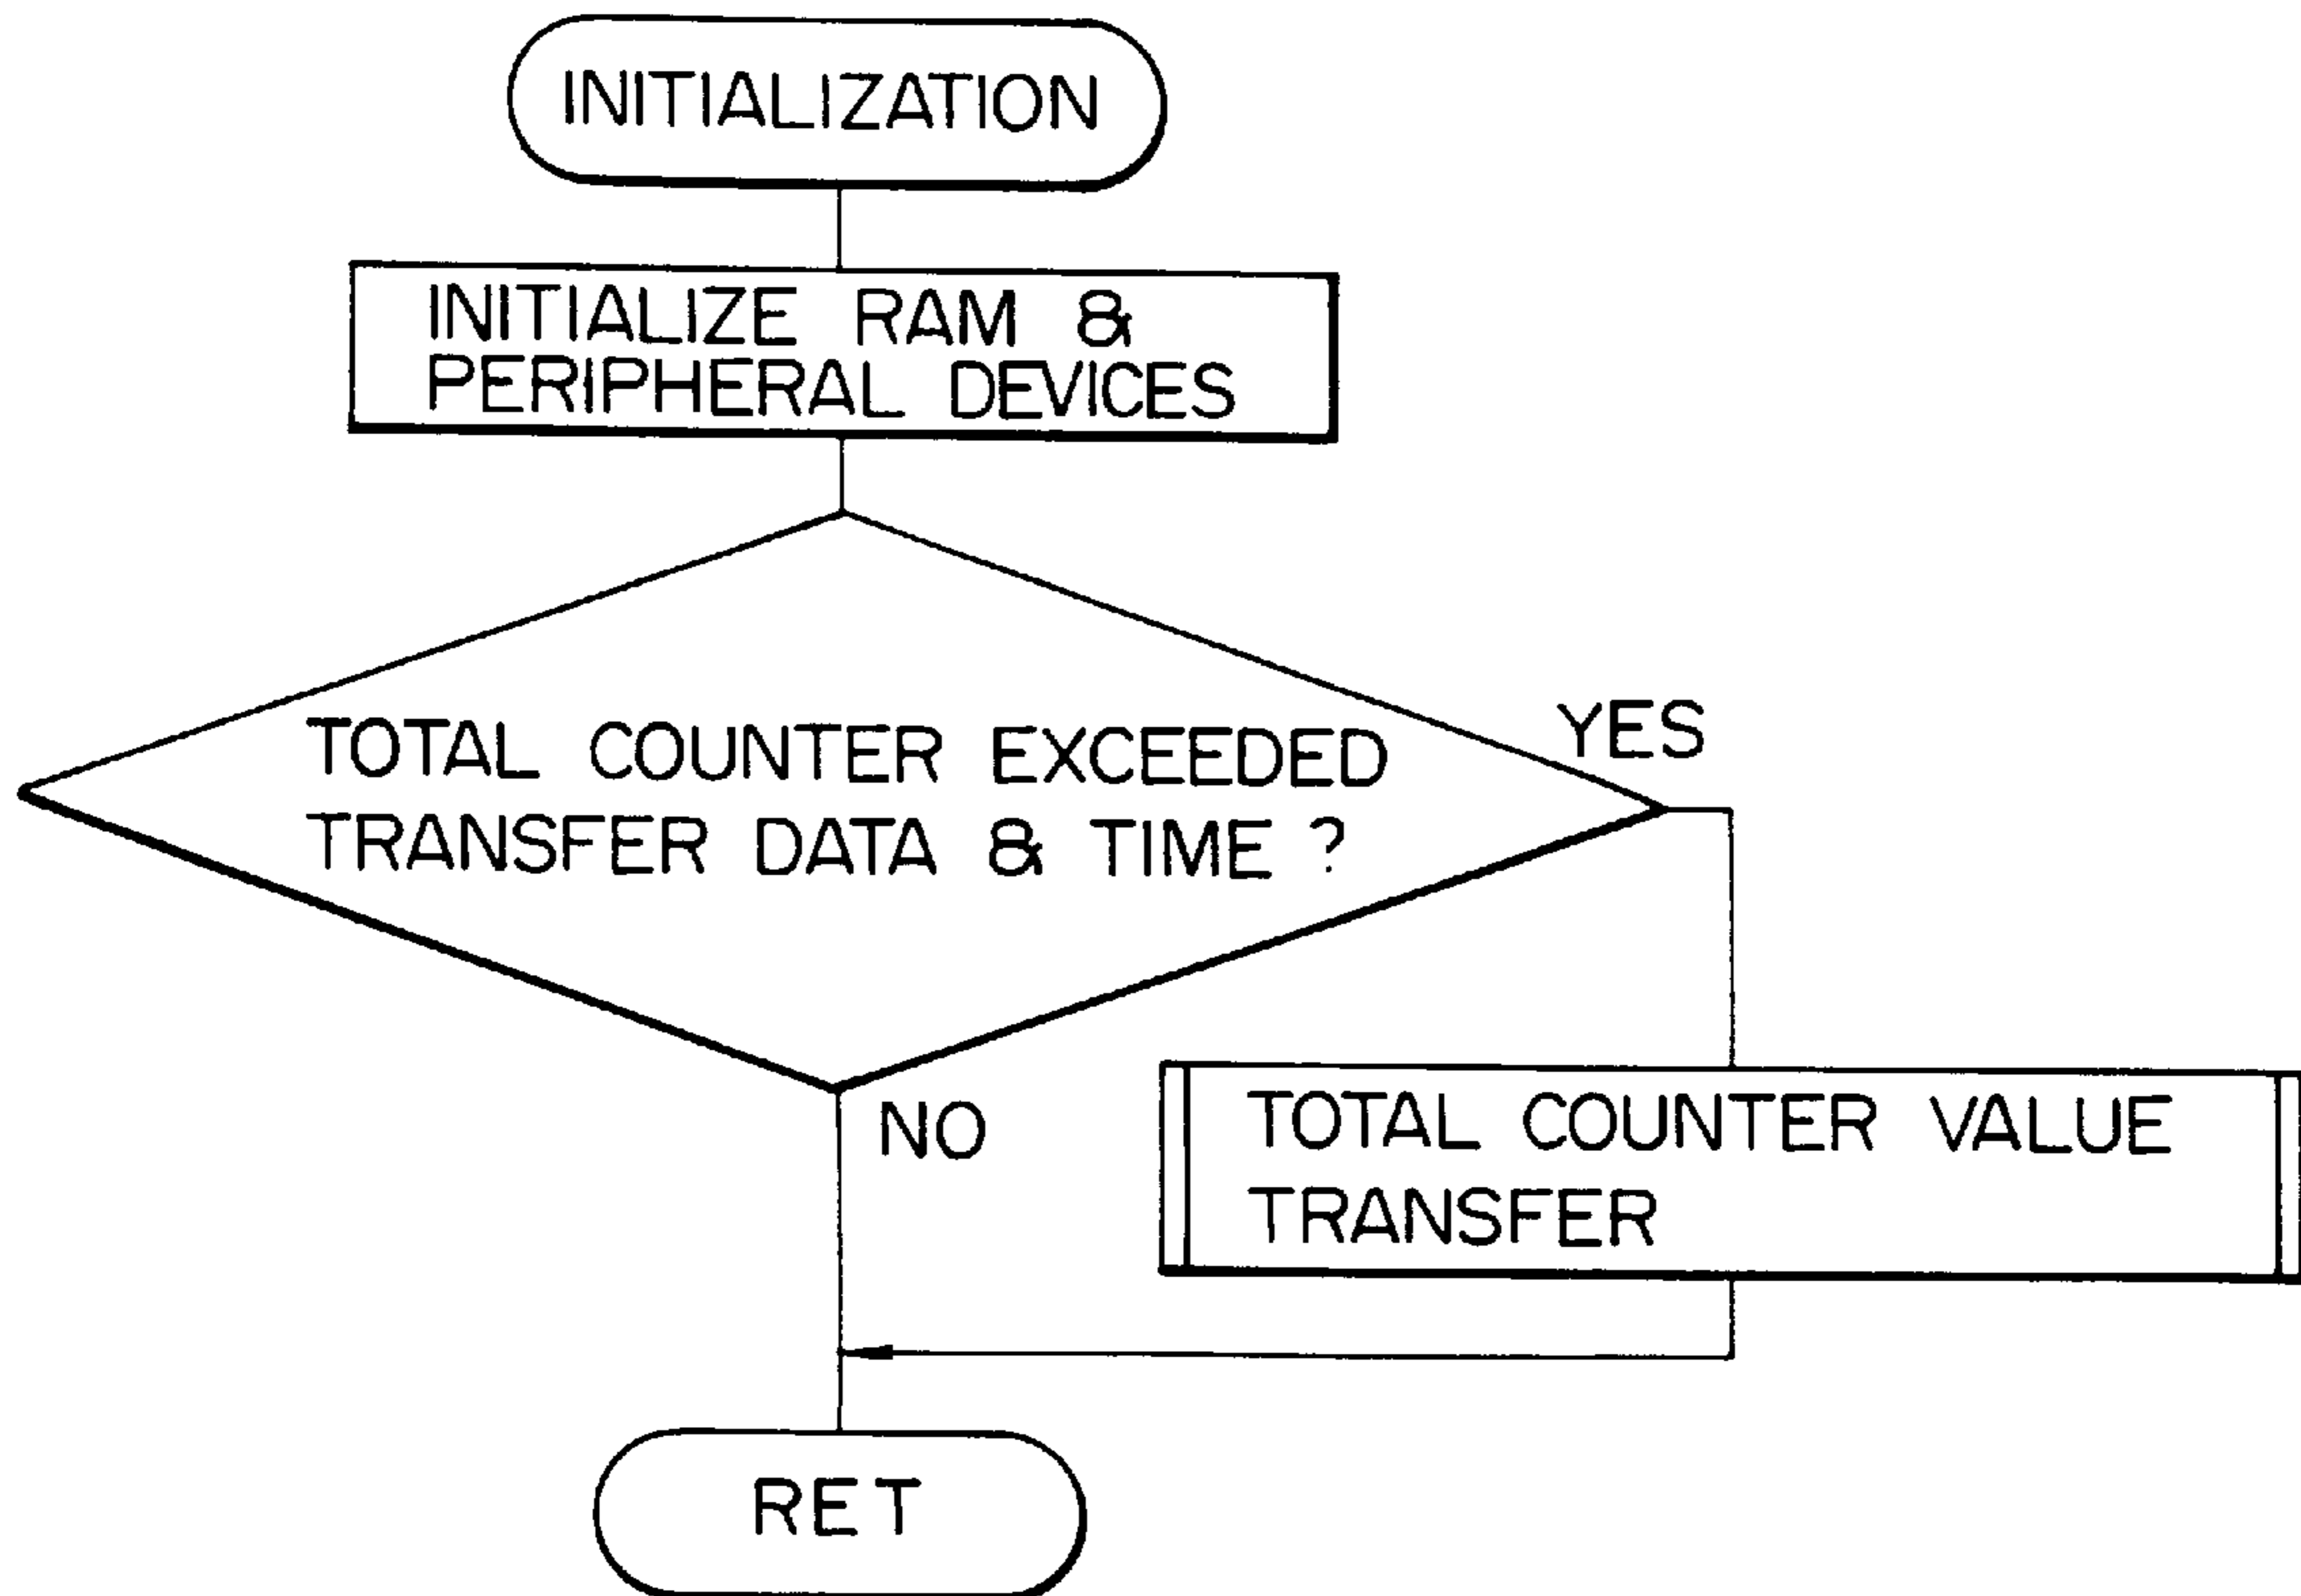 INITIALIZATION
INITIALIZE RAM &
PERIPHERAL DEVICES
TOTAL COUNTER EXCEEDED
TRANSFER DATA & TIME ?
YES
NO
TOTAL COUNTER VALUE
TRANSFER
RET